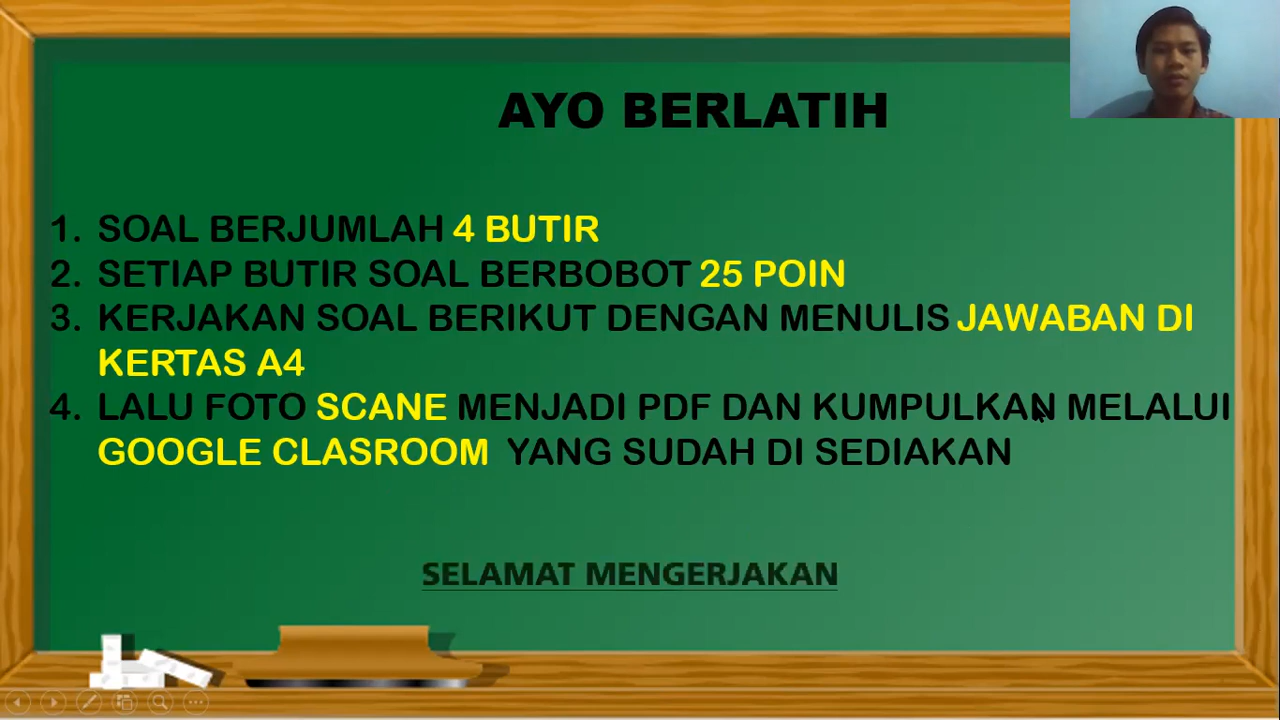 AYO BERLATIH
1. SOAL BERJUMLAH 4 BUTIR
2. SETIAP BUTIR SOAL BERBOBOT 25 POIN
3. KERJAKAN SOAL BERIKUT DENGAN MENULIS JAWABAN DI
KERTAS A4
4. LALU FOTO SCANE MENJADI PDF DAN KUMPULKAN MELALUI
GOOGLE CLASROOM YANG SUDAH DI SEDIAKAN
SELAMAT MENGERJAKAN